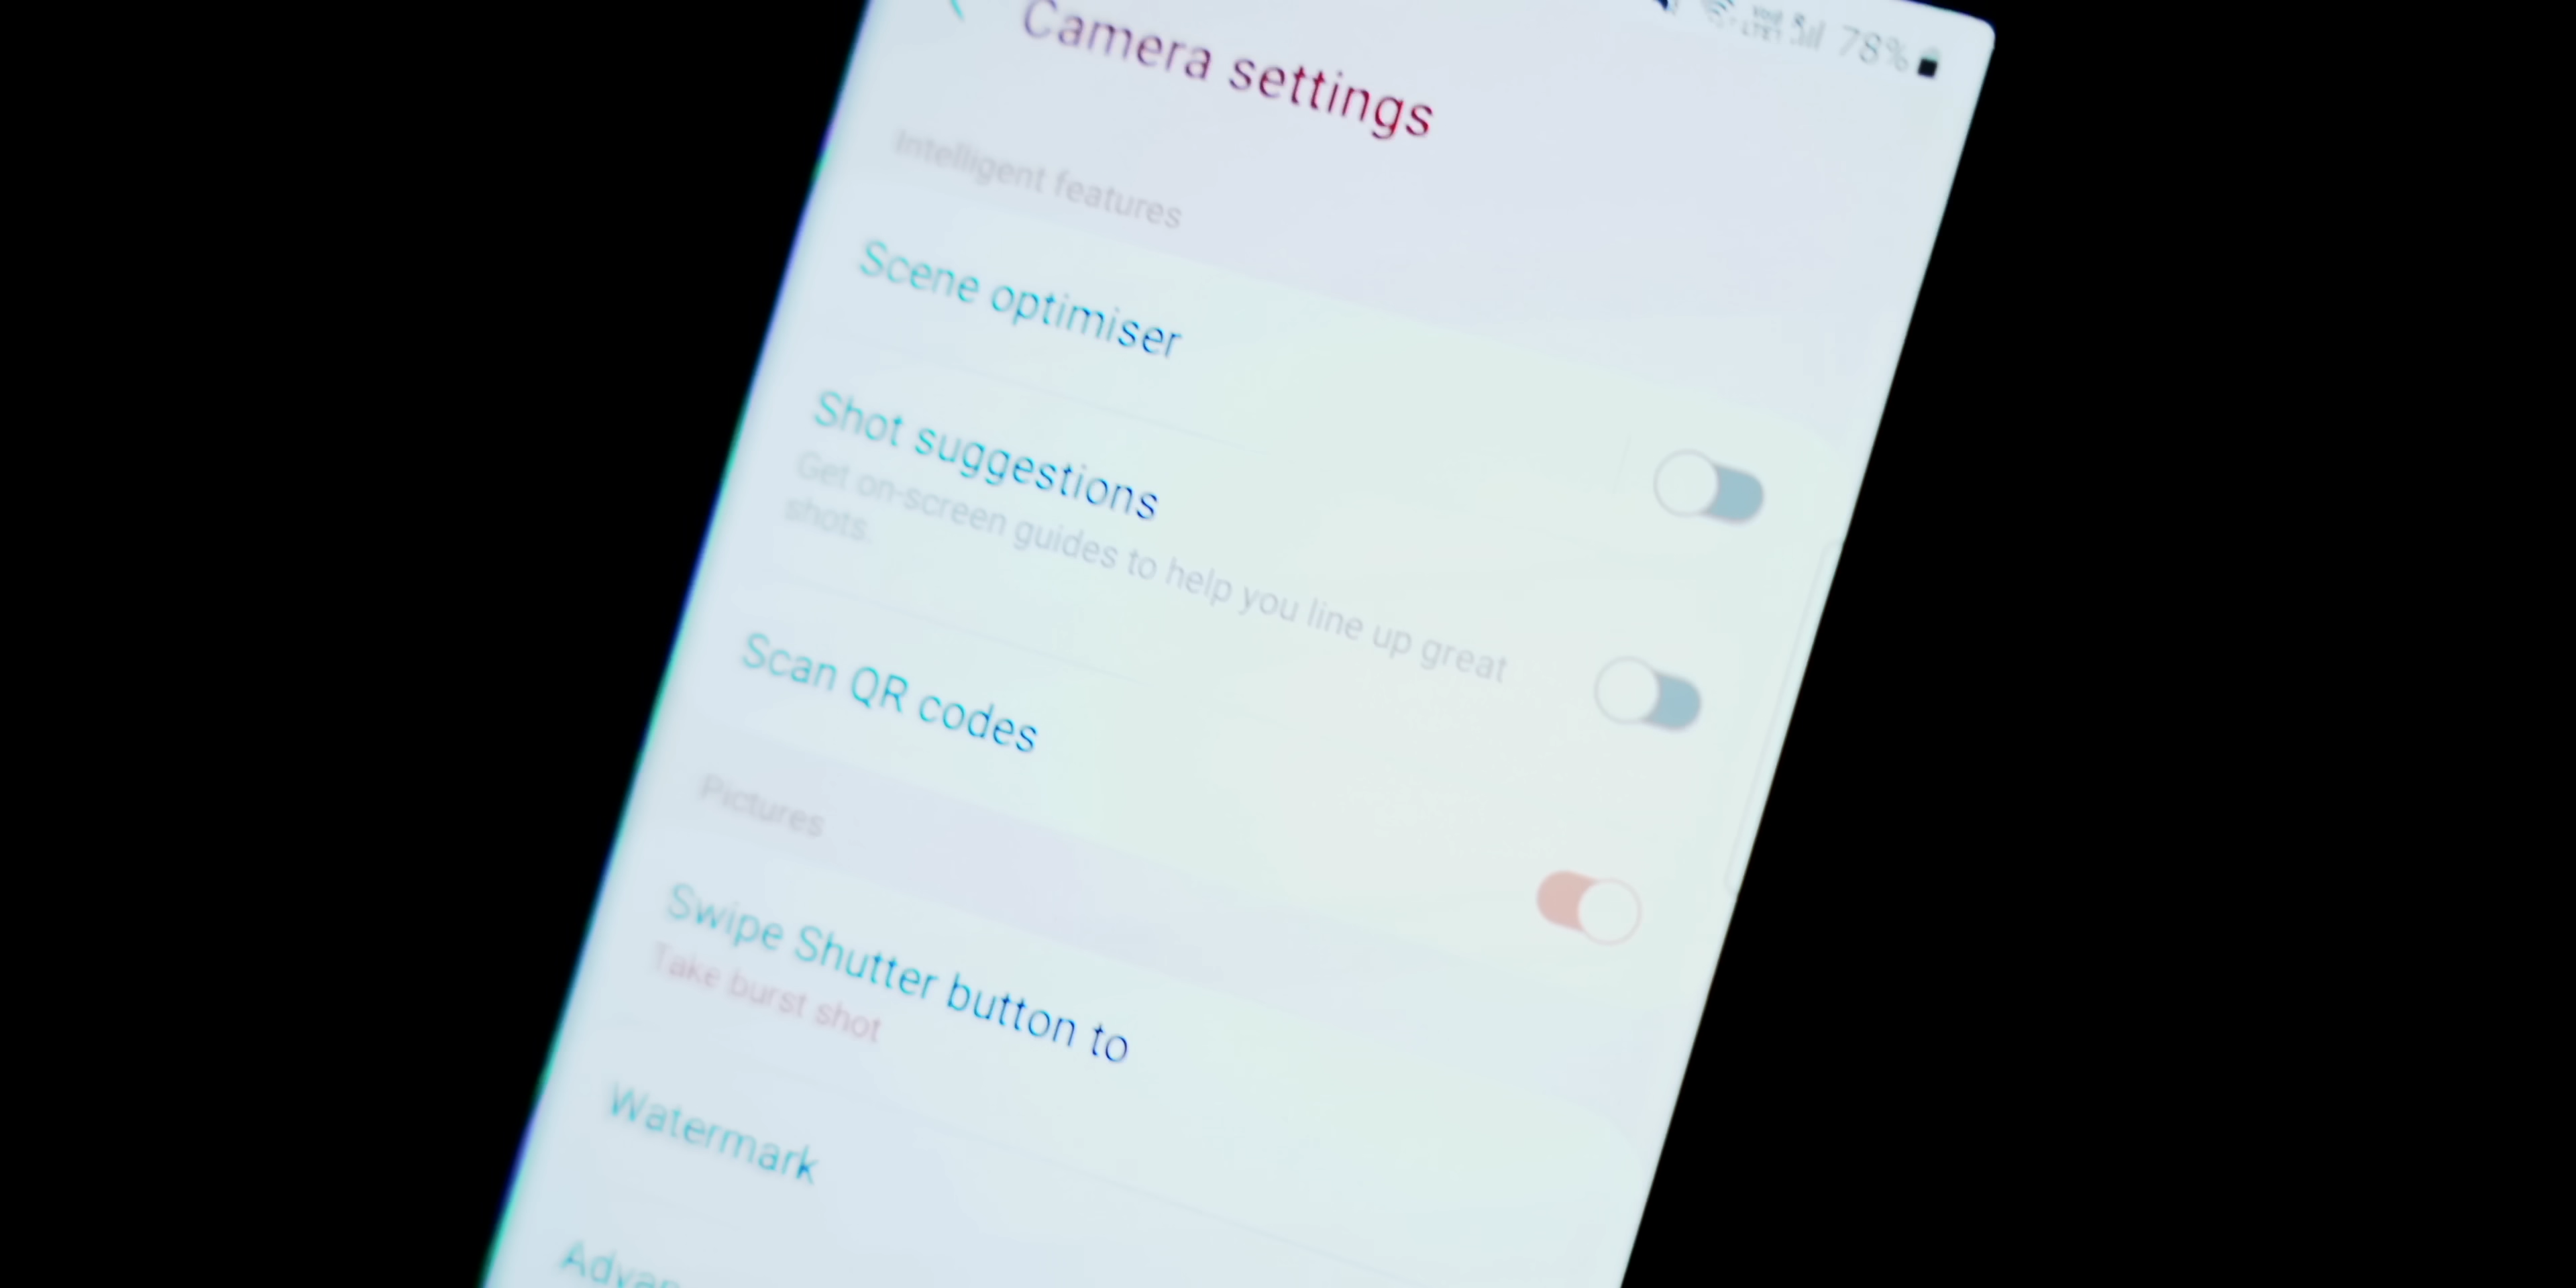 VoLTE1 78%
Camera settings
Intelligent features
Scene optimiser
Shot suggestions
Get on-screen guides to help you line up great
shots.
Scan QR codes
Pictures
Swipe Shutter button to
Take burst shot
Watermark